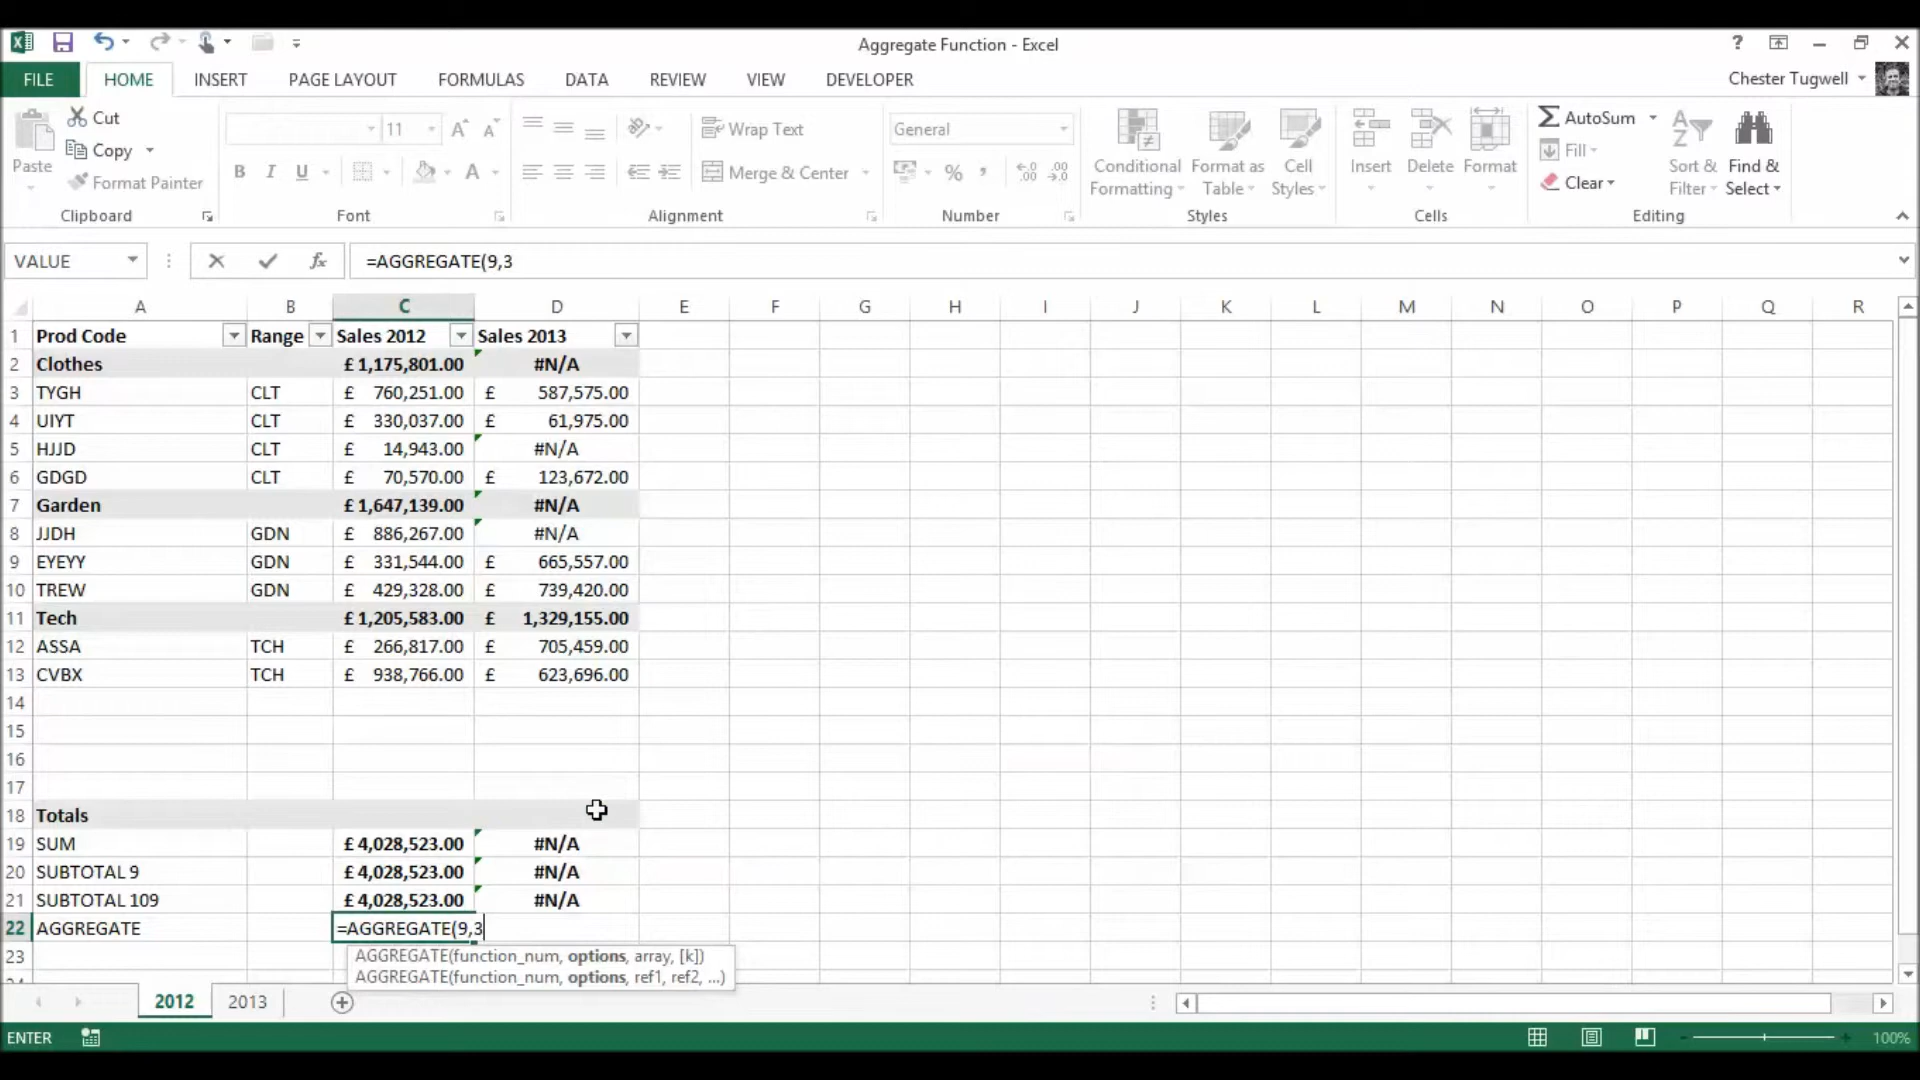 Aggregate Function - Excel
?
FILE HOME INSERT PAGE LAYOUT FORMULAS DATA REVIEW VIEW DEVELOPER Chester Tugwell
Paste
Cut
Copy
Format Painter
11
B I U
Wrap Text
Merge & Center
General
%
Conditional Formatting
Format as Table
Cell Styles
Insert
Delete
Format
AutoSum
Fill
Clear
Sort & Filter
Find & Select
Clipboard Font Alignment Number Styles Cells Editing
VALUE fx =AGGREGATE(9,3
A B C D E F G H I J K L M N O P Q R
1 Prod Code Range Sales 2012 Sales 2013
2 Clothes £ 1,175,801.00 #N/A
3 TYGH CLT £ 760,251.00 £ 587,575.00
4 UIYT CLT £ 330,037.00 £ 61,975.00
5 HJJD CLT £ 14,943.00 #N/A
6 GDGD CLT £ 70,570.00 £ 123,672.00
7 Garden £ 1,647,139.00 #N/A
8 JJDH GDN £ 886,267.00 #N/A
9 EYEYY GDN £ 331,544.00 £ 665,557.00
10 TREW GDN £ 429,328.00 £ 739,420.00
11 Tech £ 1,205,583.00 £ 1,329,155.00
12 ASSA TCH £ 266,817.00 £ 705,459.00
13 CVBX TCH £ 938,766.00 £ 623,696.00
14
15
16
17
18 Totals
19 SUM £ 4,028,523.00 #N/A
20 SUBTOTAL 9 £ 4,028,523.00 #N/A
21 SUBTOTAL 109 £ 4,028,523.00 #N/A
22 AGGREGATE =AGGREGATE(9,3
23
AGGREGATE(function_num, options, array, [k])
AGGREGATE(function_num, options, ref1, ref2, ...)
2012 2013
ENTER 100%